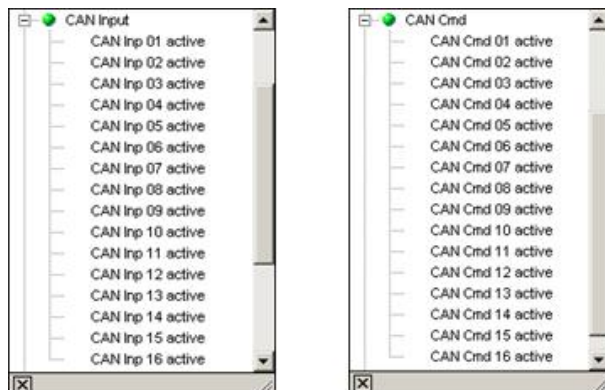 CAN Input
CAN Inp 01 active
CAN Inp 02 active
CAN Inp 03 active
CAN Inp 04 active
CAN Inp 05 active
CAN Inp 06 active
CAN Inp 07 active
CAN Inp 08 active
CAN Inp 09 active
CAN Inp 10 active
CAN Inp 11 active
CAN Inp 12 active
CAN Inp 13 active
CAN Inp 14 active
CAN Inp 15 active
CAN Inp 16 active
CAN Cmd
CAN Cmd 01 active
CAN Cmd 02 active
CAN Cmd 03 active
CAN Cmd 04 active
CAN Cmd 05 active
CAN Cmd 06 active
CAN Cmd 07 active
CAN Cmd 08 active
CAN Cmd 09 active
CAN Cmd 10 active
CAN Cmd 11 active
CAN Cmd 12 active
CAN Cmd 13 active
CAN Cmd 14 active
CAN Cmd 15 active
CAN Cmd 16 active